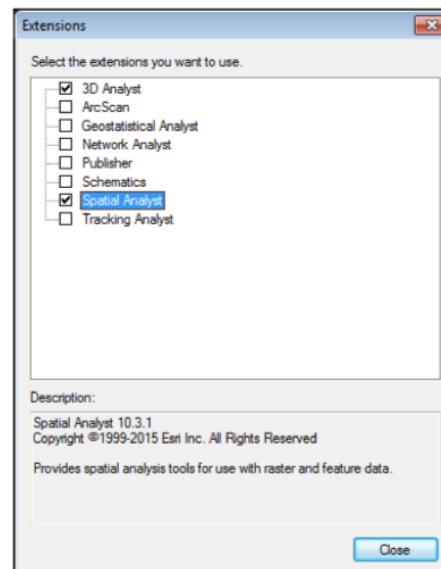 Extensions
Select the extensions you want to use.
3D Analyst
ArcScan
Geostatistical Analyst
Network Analyst
Publisher
Schematics
Spatial Analyst
Tracking Analyst
Description:
Spatial Analyst 10.3.1
Copyright ©1999-2015 Esri Inc. All Rights Reserved
Provides spatial analysis tools for use with raster and feature data.
Close